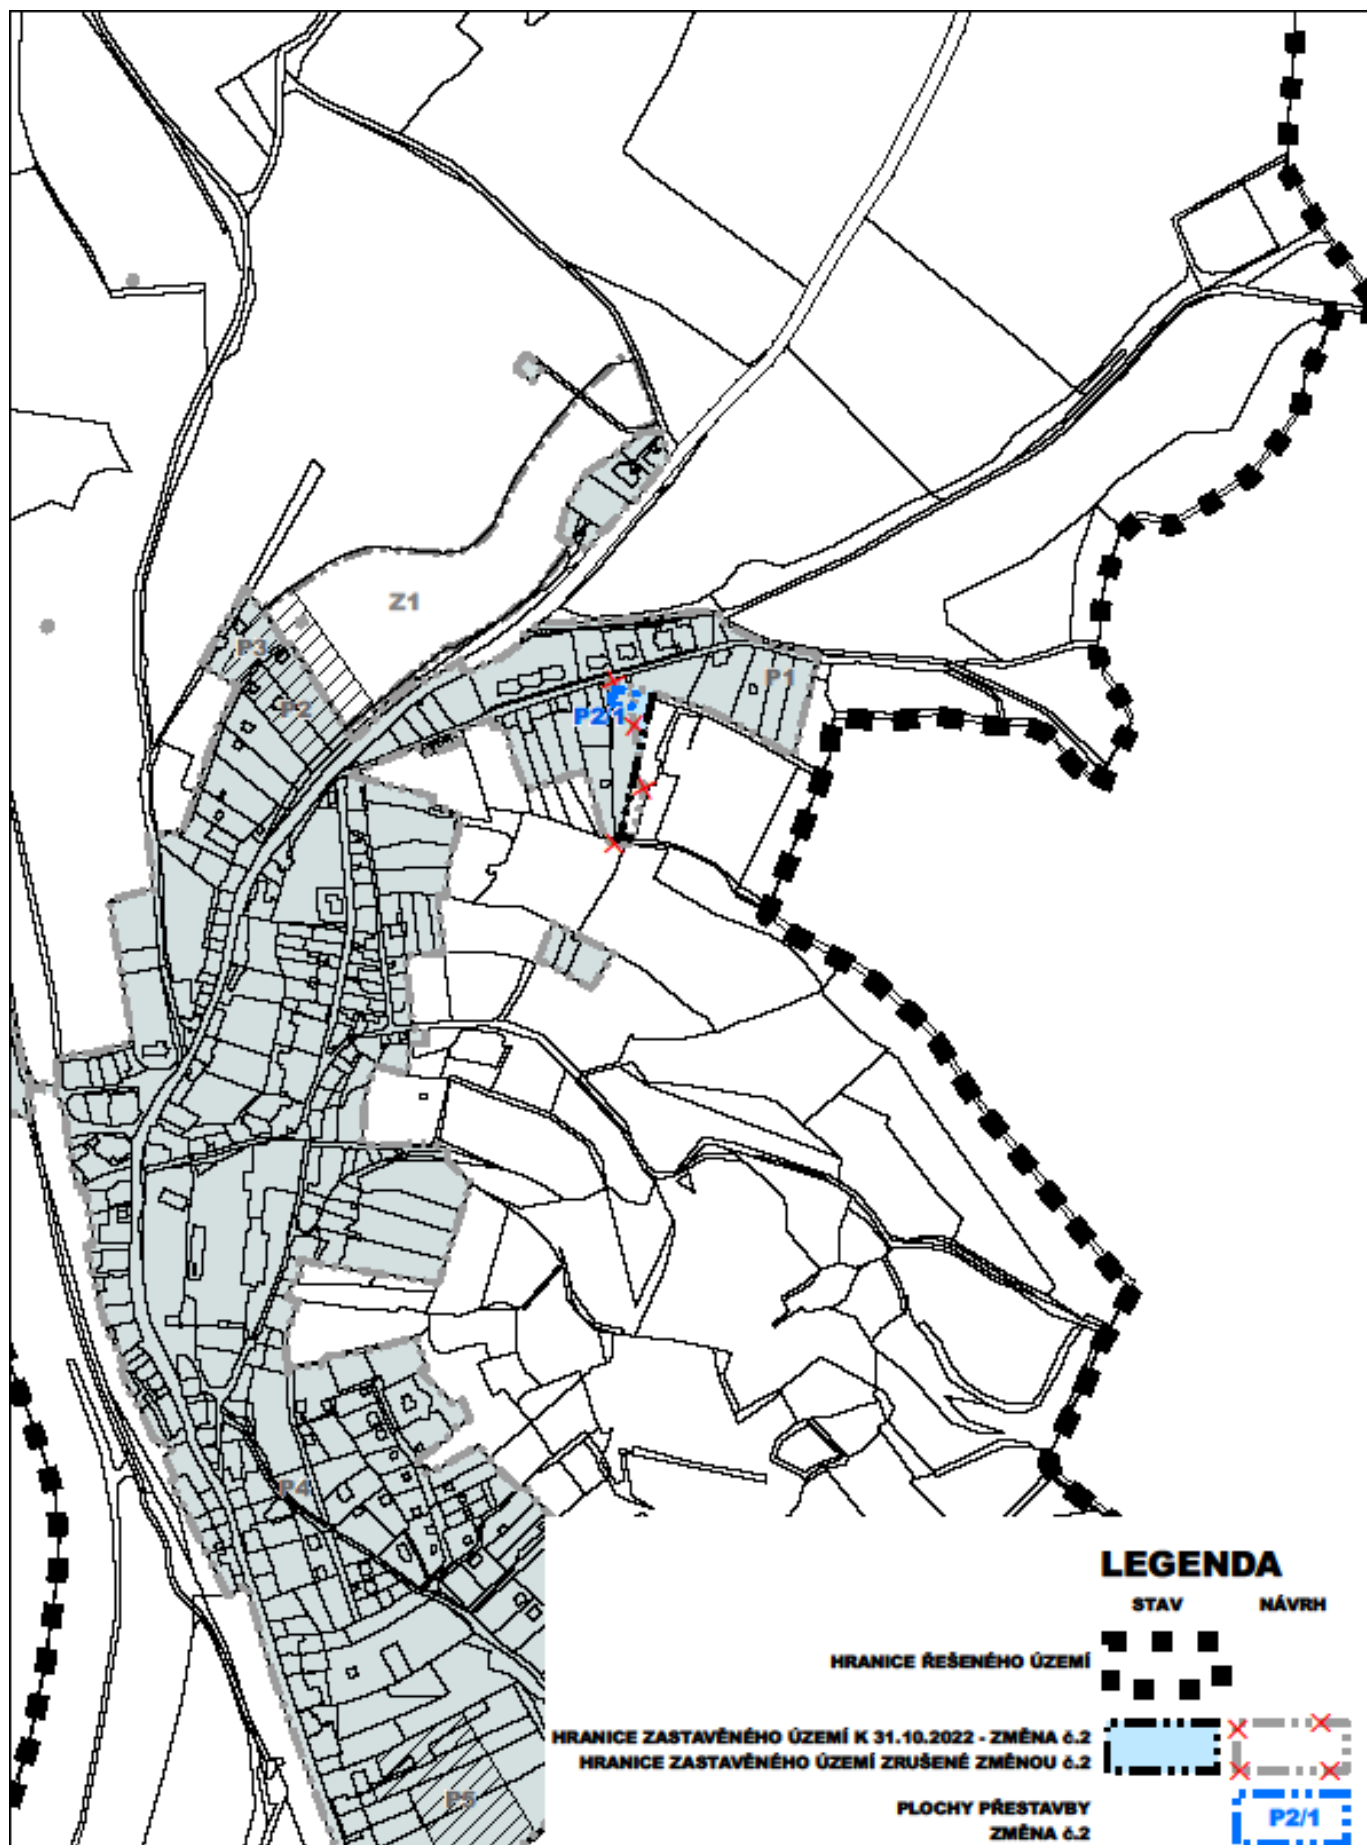 Z1
P3
P1
P2
P2/1
P4
LEGENDA
STAV NÁVRH
HRANICE ŘEŠENÉHO ÚZEMÍ
HRANICE ZASTAVĚNÉHO ÚZEMÍ K 31.10.2022 - ZMĚNA č.2
HRANICE ZASTAVĚNÉHO ÚZEMÍ ZRUŠENÉ ZMĚNOU č.2
P5
PLOCHY PŘESTAVBY
ZMĚNA č.2
P2/1